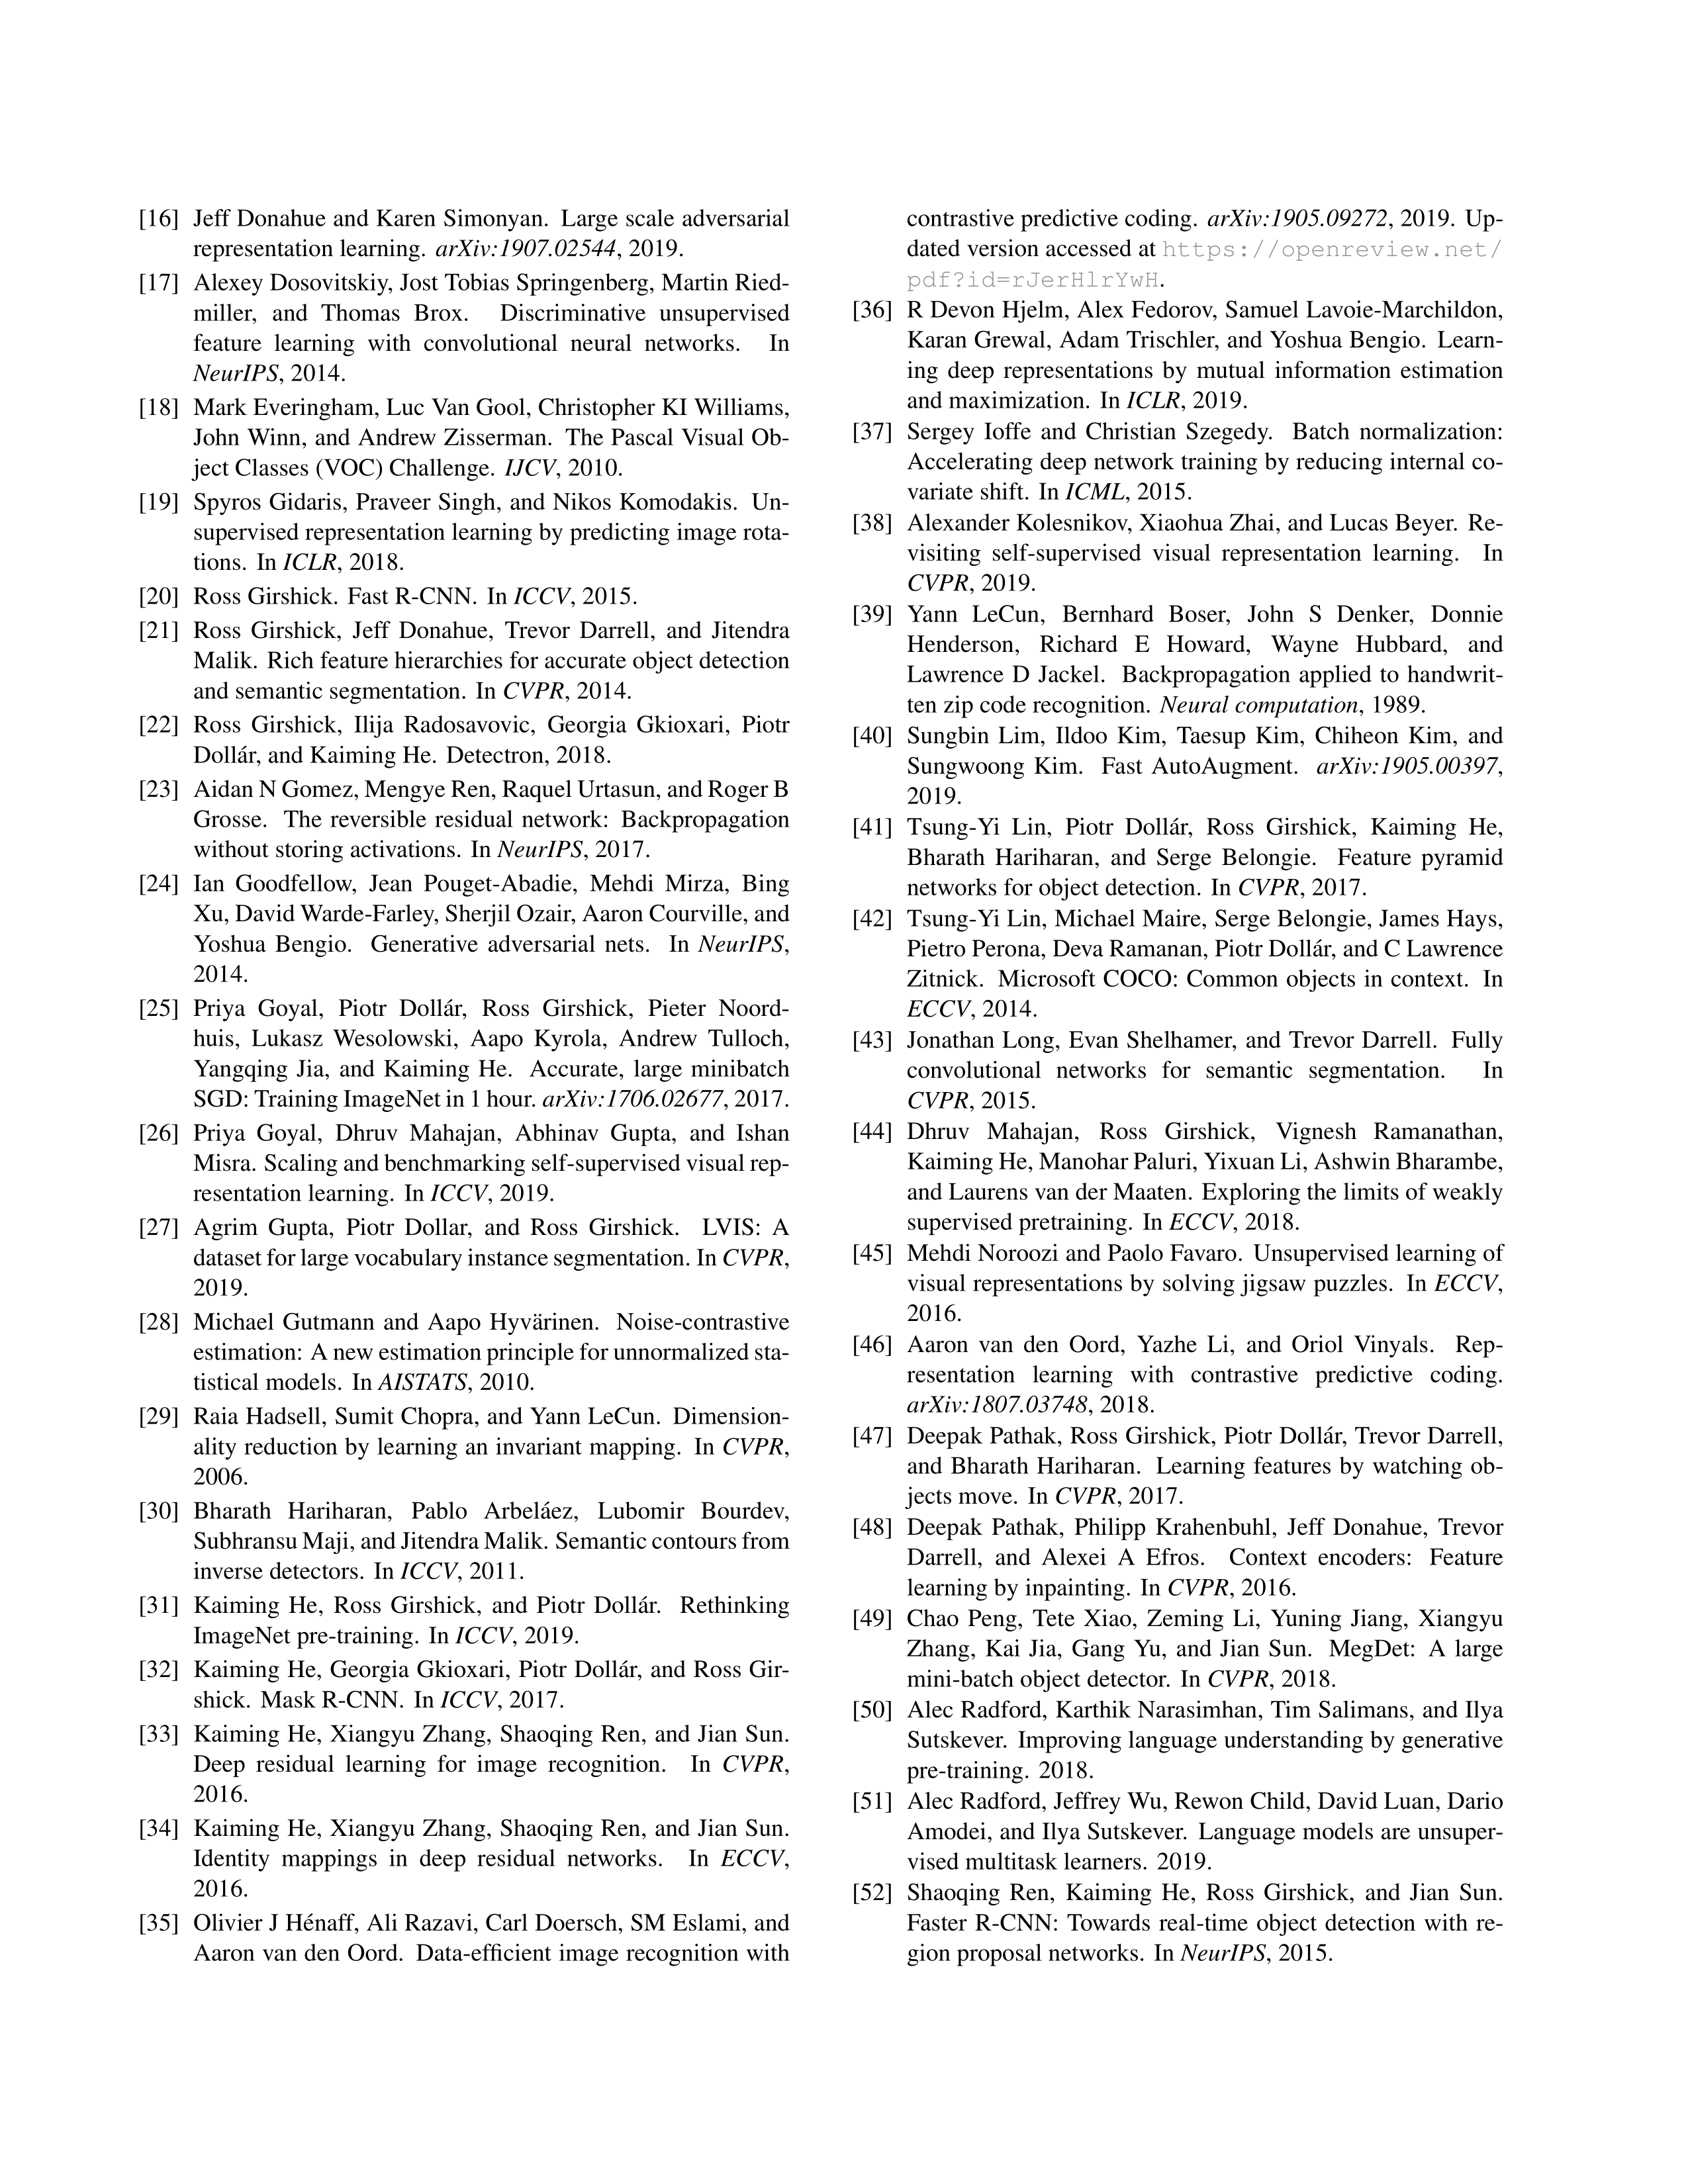 [16] Jeff Donahue and Karen Simonyan. Large scale adversarial
representation learning. arXiv:1907.02544, 2019.
[17] Alexey Dosovitskiy, Jost Tobias Springenberg, Martin Ried-
miller, and Thomas Brox. Discriminative unsupervised
feature learning with convolutional neural networks. In
NeurIPS, 2014.
[18] Mark Everingham, Luc Van Gool, Christopher KI Williams,
John Winn, and Andrew Zisserman. The Pascal Visual Ob-
ject Classes (VOC) Challenge. IJCV, 2010.
[19] Spyros Gidaris, Praveer Singh, and Nikos Komodakis. Un-
supervised representation learning by predicting image rota-
tions. In ICLR, 2018.
[20] Ross Girshick. Fast R-CNN. In ICCV, 2015.
[21] Ross Girshick, Jeff Donahue, Trevor Darrell, and Jitendra
Malik. Rich feature hierarchies for accurate object detection
and semantic segmentation. In CVPR, 2014.
[22] Ross Girshick, Ilija Radosavovic, Georgia Gkioxari, Piotr
Dollár, and Kaiming He. Detectron, 2018.
[23] Aidan N Gomez, Mengye Ren, Raquel Urtasun, and Roger B
Grosse. The reversible residual network: Backpropagation
without storing activations. In NeurIPS, 2017.
[24] Ian Goodfellow, Jean Pouget-Abadie, Mehdi Mirza, Bing
Xu, David Warde-Farley, Sherjil Ozair, Aaron Courville, and
Yoshua Bengio. Generative adversarial nets. In NeurIPS,
2014.
[25] Priya Goyal, Piotr Dollár, Ross Girshick, Pieter Noord-
huis, Lukasz Wesolowski, Aapo Kyrola, Andrew Tulloch,
Yangqing Jia, and Kaiming He. Accurate, large minibatch
SGD: Training ImageNet in 1 hour. arXiv:1706.02677, 2017.
[26] Priya Goyal, Dhruv Mahajan, Abhinav Gupta, and Ishan
Misra. Scaling and benchmarking self-supervised visual rep-
resentation learning. In ICCV, 2019.
[27] Agrim Gupta, Piotr Dollar, and Ross Girshick. LVIS: A
dataset for large vocabulary instance segmentation. In CVPR,
2019.
[28] Michael Gutmann and Aapo Hyvärinen. Noise-contrastive
estimation: A new estimation principle for unnormalized sta-
tistical models. In AISTATS, 2010.
[29] Raia Hadsell, Sumit Chopra, and Yann LeCun. Dimension-
ality reduction by learning an invariant mapping. In CVPR,
2006.
[30] Bharath Hariharan, Pablo Arbeláez, Lubomir Bourdev,
Subhransu Maji, and Jitendra Malik. Semantic contours from
inverse detectors. In ICCV, 2011.
[31] Kaiming He, Ross Girshick, and Piotr Dollár. Rethinking
ImageNet pre-training. In ICCV, 2019.
[32] Kaiming He, Georgia Gkioxari, Piotr Dollár, and Ross Gir-
shick. Mask R-CNN. In ICCV, 2017.
[33] Kaiming He, Xiangyu Zhang, Shaoqing Ren, and Jian Sun.
Deep residual learning for image recognition. In CVPR,
2016.
[34] Kaiming He, Xiangyu Zhang, Shaoqing Ren, and Jian Sun.
Identity mappings in deep residual networks. In ECCV,
2016.
[35] Olivier J Hénaff, Ali Razavi, Carl Doersch, SM Eslami, and
Aaron van den Oord. Data-efficient image recognition with
contrastive predictive coding. arXiv:1905.09272, 2019. Up-
dated version accessed at https://openreview.net/
pdf?id=rJerHlrYwH.
[36] R Devon Hjelm, Alex Fedorov, Samuel Lavoie-Marchildon,
Karan Grewal, Adam Trischler, and Yoshua Bengio. Learn-
ing deep representations by mutual information estimation
and maximization. In ICLR, 2019.
[37] Sergey Ioffe and Christian Szegedy. Batch normalization:
Accelerating deep network training by reducing internal co-
variate shift. In ICML, 2015.
[38] Alexander Kolesnikov, Xiaohua Zhai, and Lucas Beyer. Re-
visiting self-supervised visual representation learning. In
CVPR, 2019.
[39] Yann LeCun, Bernhard Boser, John S Denker, Donnie
Henderson, Richard E Howard, Wayne Hubbard, and
Lawrence D Jackel. Backpropagation applied to handwrit-
ten zip code recognition. Neural computation, 1989.
[40] Sungbin Lim, Ildoo Kim, Taesup Kim, Chiheon Kim, and
Sungwoong Kim. Fast AutoAugment. arXiv:1905.00397,
2019.
[41] Tsung-Yi Lin, Piotr Dollár, Ross Girshick, Kaiming He,
Bharath Hariharan, and Serge Belongie. Feature pyramid
networks for object detection. In CVPR, 2017.
[42] Tsung-Yi Lin, Michael Maire, Serge Belongie, James Hays,
Pietro Perona, Deva Ramanan, Piotr Dollár, and C Lawrence
Zitnick. Microsoft COCO: Common objects in context. In
ECCV, 2014.
[43] Jonathan Long, Evan Shelhamer, and Trevor Darrell. Fully
convolutional networks for semantic segmentation. In
CVPR, 2015.
[44] Dhruv Mahajan, Ross Girshick, Vignesh Ramanathan,
Kaiming He, Manohar Paluri, Yixuan Li, Ashwin Bharambe,
and Laurens van der Maaten. Exploring the limits of weakly
supervised pretraining. In ECCV, 2018.
[45] Mehdi Noroozi and Paolo Favaro. Unsupervised learning of
visual representations by solving jigsaw puzzles. In ECCV,
2016.
[46] Aaron van den Oord, Yazhe Li, and Oriol Vinyals. Rep-
resentation learning with contrastive predictive coding.
arXiv:1807.03748, 2018.
[47] Deepak Pathak, Ross Girshick, Piotr Dollár, Trevor Darrell,
and Bharath Hariharan. Learning features by watching ob-
jects move. In CVPR, 2017.
[48] Deepak Pathak, Philipp Krahenbuhl, Jeff Donahue, Trevor
Darrell, and Alexei A Efros. Context encoders: Feature
learning by inpainting. In CVPR, 2016.
[49] Chao Peng, Tete Xiao, Zeming Li, Yuning Jiang, Xiangyu
Zhang, Kai Jia, Gang Yu, and Jian Sun. MegDet: A large
mini-batch object detector. In CVPR, 2018.
[50] Alec Radford, Karthik Narasimhan, Tim Salimans, and Ilya
Sutskever. Improving language understanding by generative
pre-training. 2018.
[51] Alec Radford, Jeffrey Wu, Rewon Child, David Luan, Dario
Amodei, and Ilya Sutskever. Language models are unsuper-
vised multitask learners. 2019.
[52] Shaoqing Ren, Kaiming He, Ross Girshick, and Jian Sun.
Faster R-CNN: Towards real-time object detection with re-
gion proposal networks. In NeurIPS, 2015.